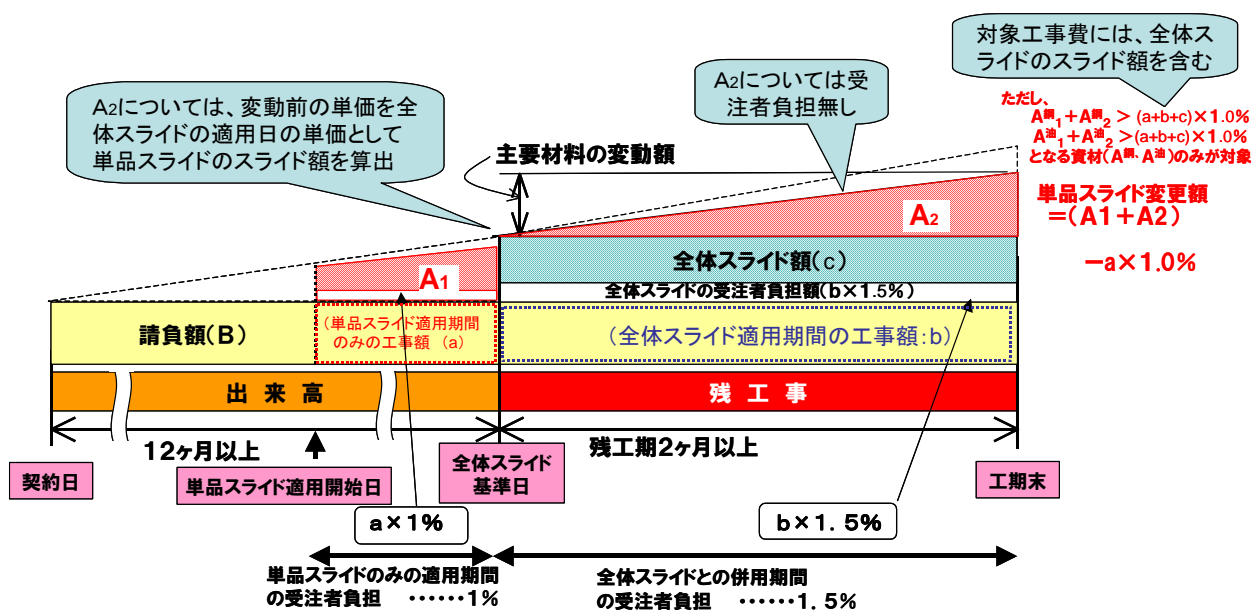 対象工事費には、全体ス
ライドのスライド額を含む
A2については受
注者負担無し
A2については、変動前の単価を全
体スライドの適用日の単価として
単品スライドのスライド額を算出
ただし、
A鋼1+A鋼2 > (a+b+c)×1.0%
A油1+A油2 >(a+b+c)×1.0%
となる資材(A鋼、A油)のみが対象
主要材料の変動額
単品スライド変更額
=(A1+A2)
-a×1.0%
A2
A1
全体スライド額(c)
全体スライドの受注者負担額(b×1.5%)
請負額(B)
(単品スライド適用期間
のみの工事額 (a)
(全体スライド適用期間の工事額:b)
出 来 高
残 工 事
12ヶ月以上
残工期2ヶ月以上
契約日
単品スライド適用開始日
全体スライド
基準日
工期末
a×1%
b×1.5%
単品スライドのみの適用期間
の受注者負担 ……1%
全体スライドとの併用期間
の受注者負担 ……1.5%